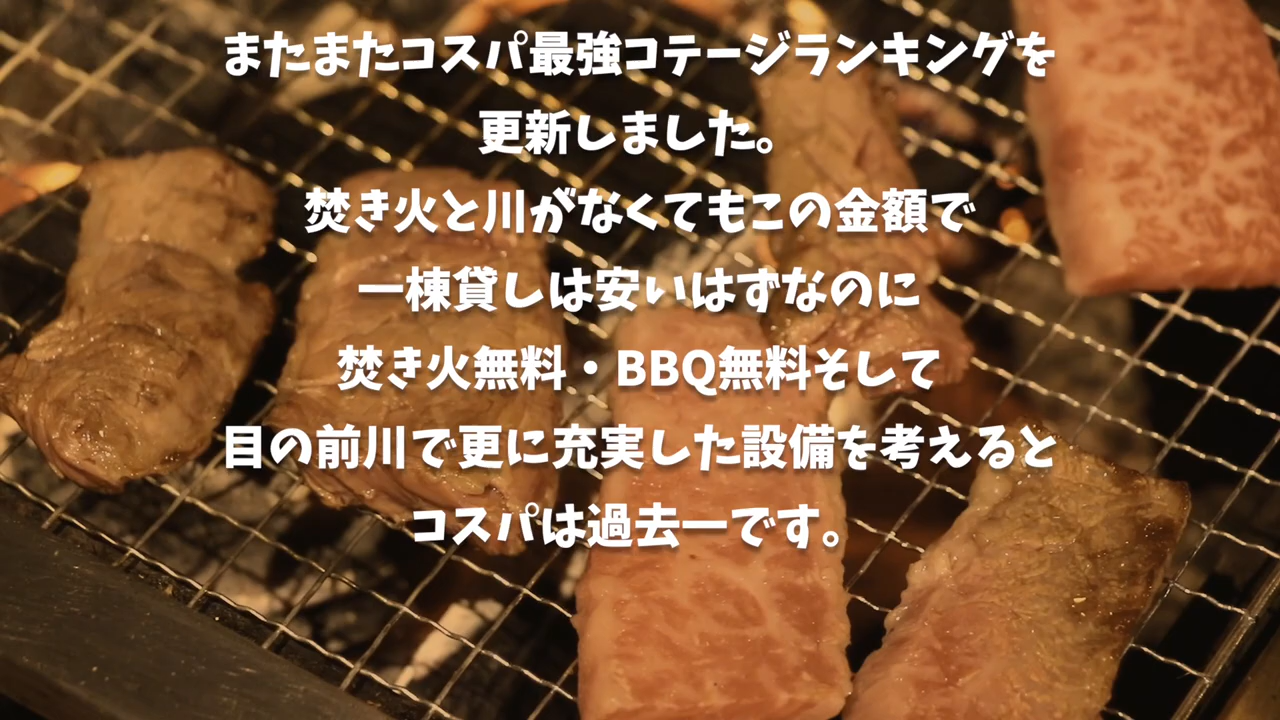 またまたコスパ最強コテージランキングを
更新しました。
焚き火と川がなくてもこの金額で
一棟貸しは安いはずなのに
焚き火無料・BBQ無料そして
目の前川で更に充実した設備を考えると
コスパは過去一です。